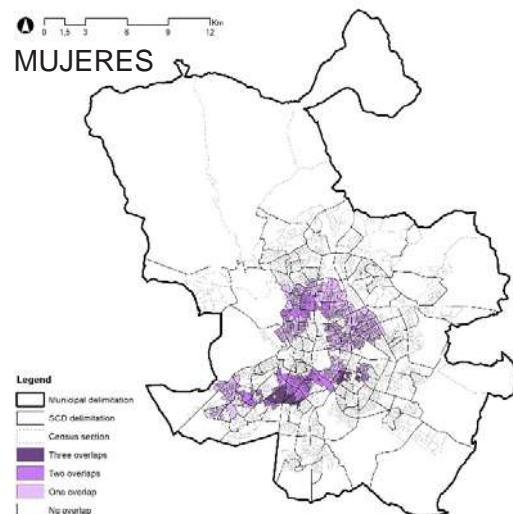 0 1,5 3 6 9 12 Km
MUJERES
Legend
Municipal delimitation
SCD delimitation
Census section
Three overlaps
Two overlaps
One overlap
No overlap